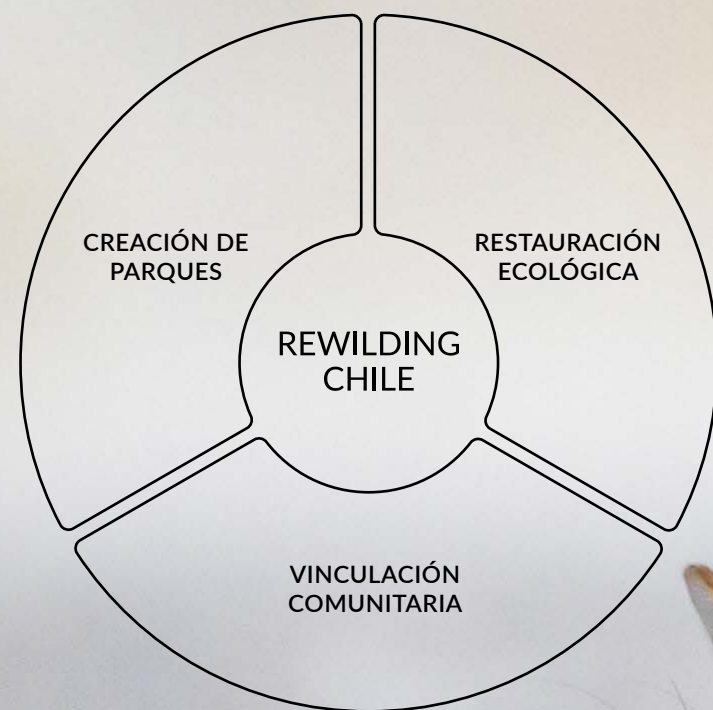 CREACIÓN DE
PARQUES
RESTAURACIÓN
ECOLÓGICA
REWILDING
CHILE
VINCULACIÓN
COMUNITARIA